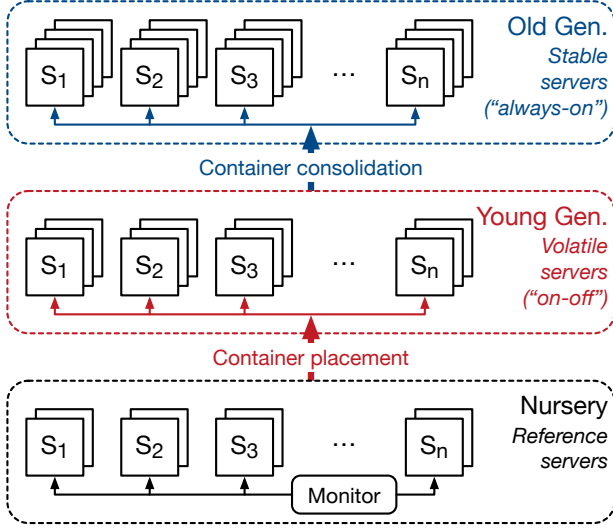 Old Gen.
Stable
servers
(“always-on”)
S1 S2 S3 ... Sn
Container consolidation
Young Gen.
Volatile
servers
(“on-off”)
S1 S2 S3 ... Sn
Container placement
Nursery
Reference
servers
S1 S2 S3 ... Sn
Monitor